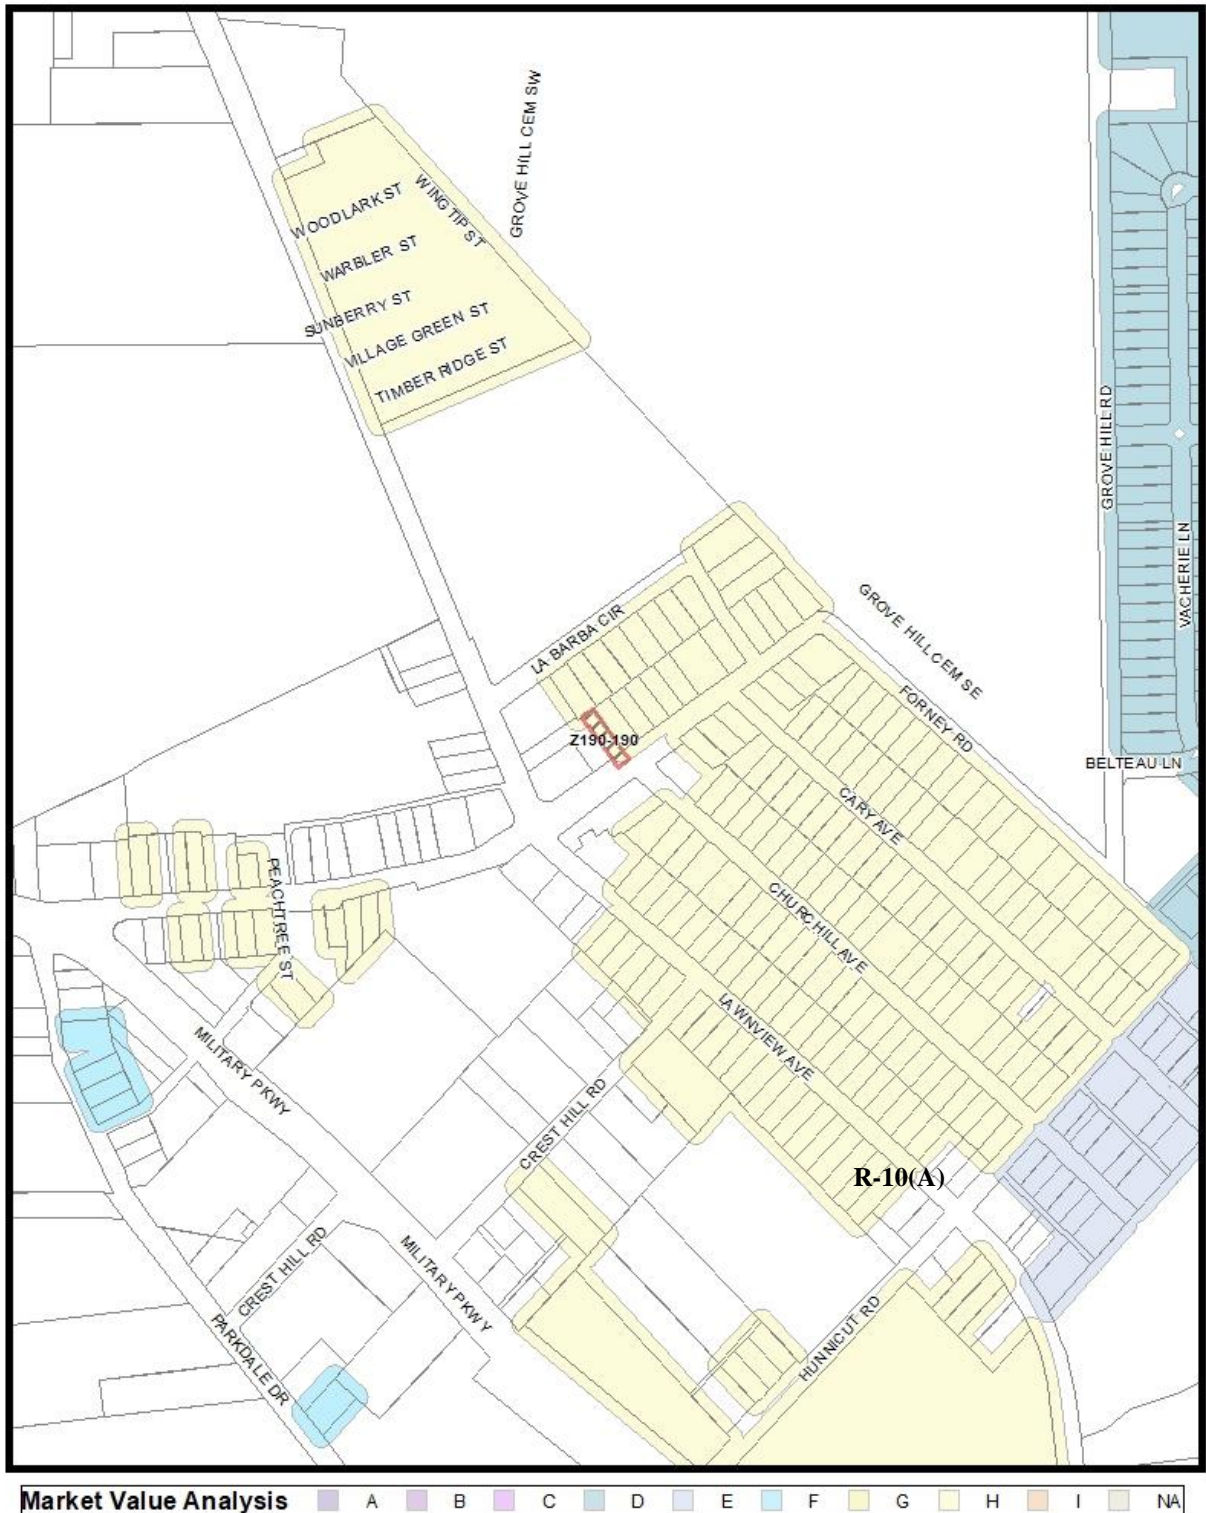 GROVE HILL CEM SW
WING TIP ST
WOODLARK ST
WARBLER ST
SUNBERRY ST
VILLAGE GREEN ST
TIMBER RIDGE ST
GROVE HILL RD
VACHERIE LN
LA BARBA CIR
GROVE HILL CEM SE
FORNEY RD
Z190-190
BELTEAU LN
CARY AVE
PEACHTREE ST
CHURCHILL AVE
LAWNVIEW AVE
MILITARY PKWY
CREST HILL RD
R-10(A)
CREST HILL RD
MILITARY PKWY
PARKDALE DR
HUNNICUT RD
Market Value Analysis A B C D E F G H I NA